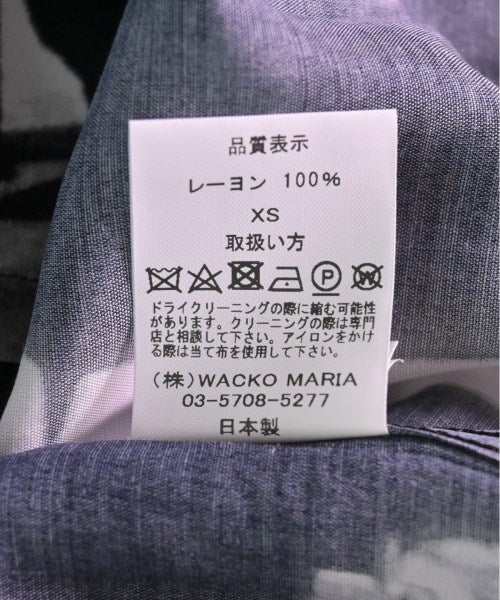 品質表示
レーヨン 100%
XS
取扱い方
P W
ドライクリーニングの際に縮む可能性
があります。クリーニングの際は専門
店と相談して下さい。アイロンをかけ
る際は当て布を使用して下さい。
(株)WACKO MARIA
03-5708-5277
日本製